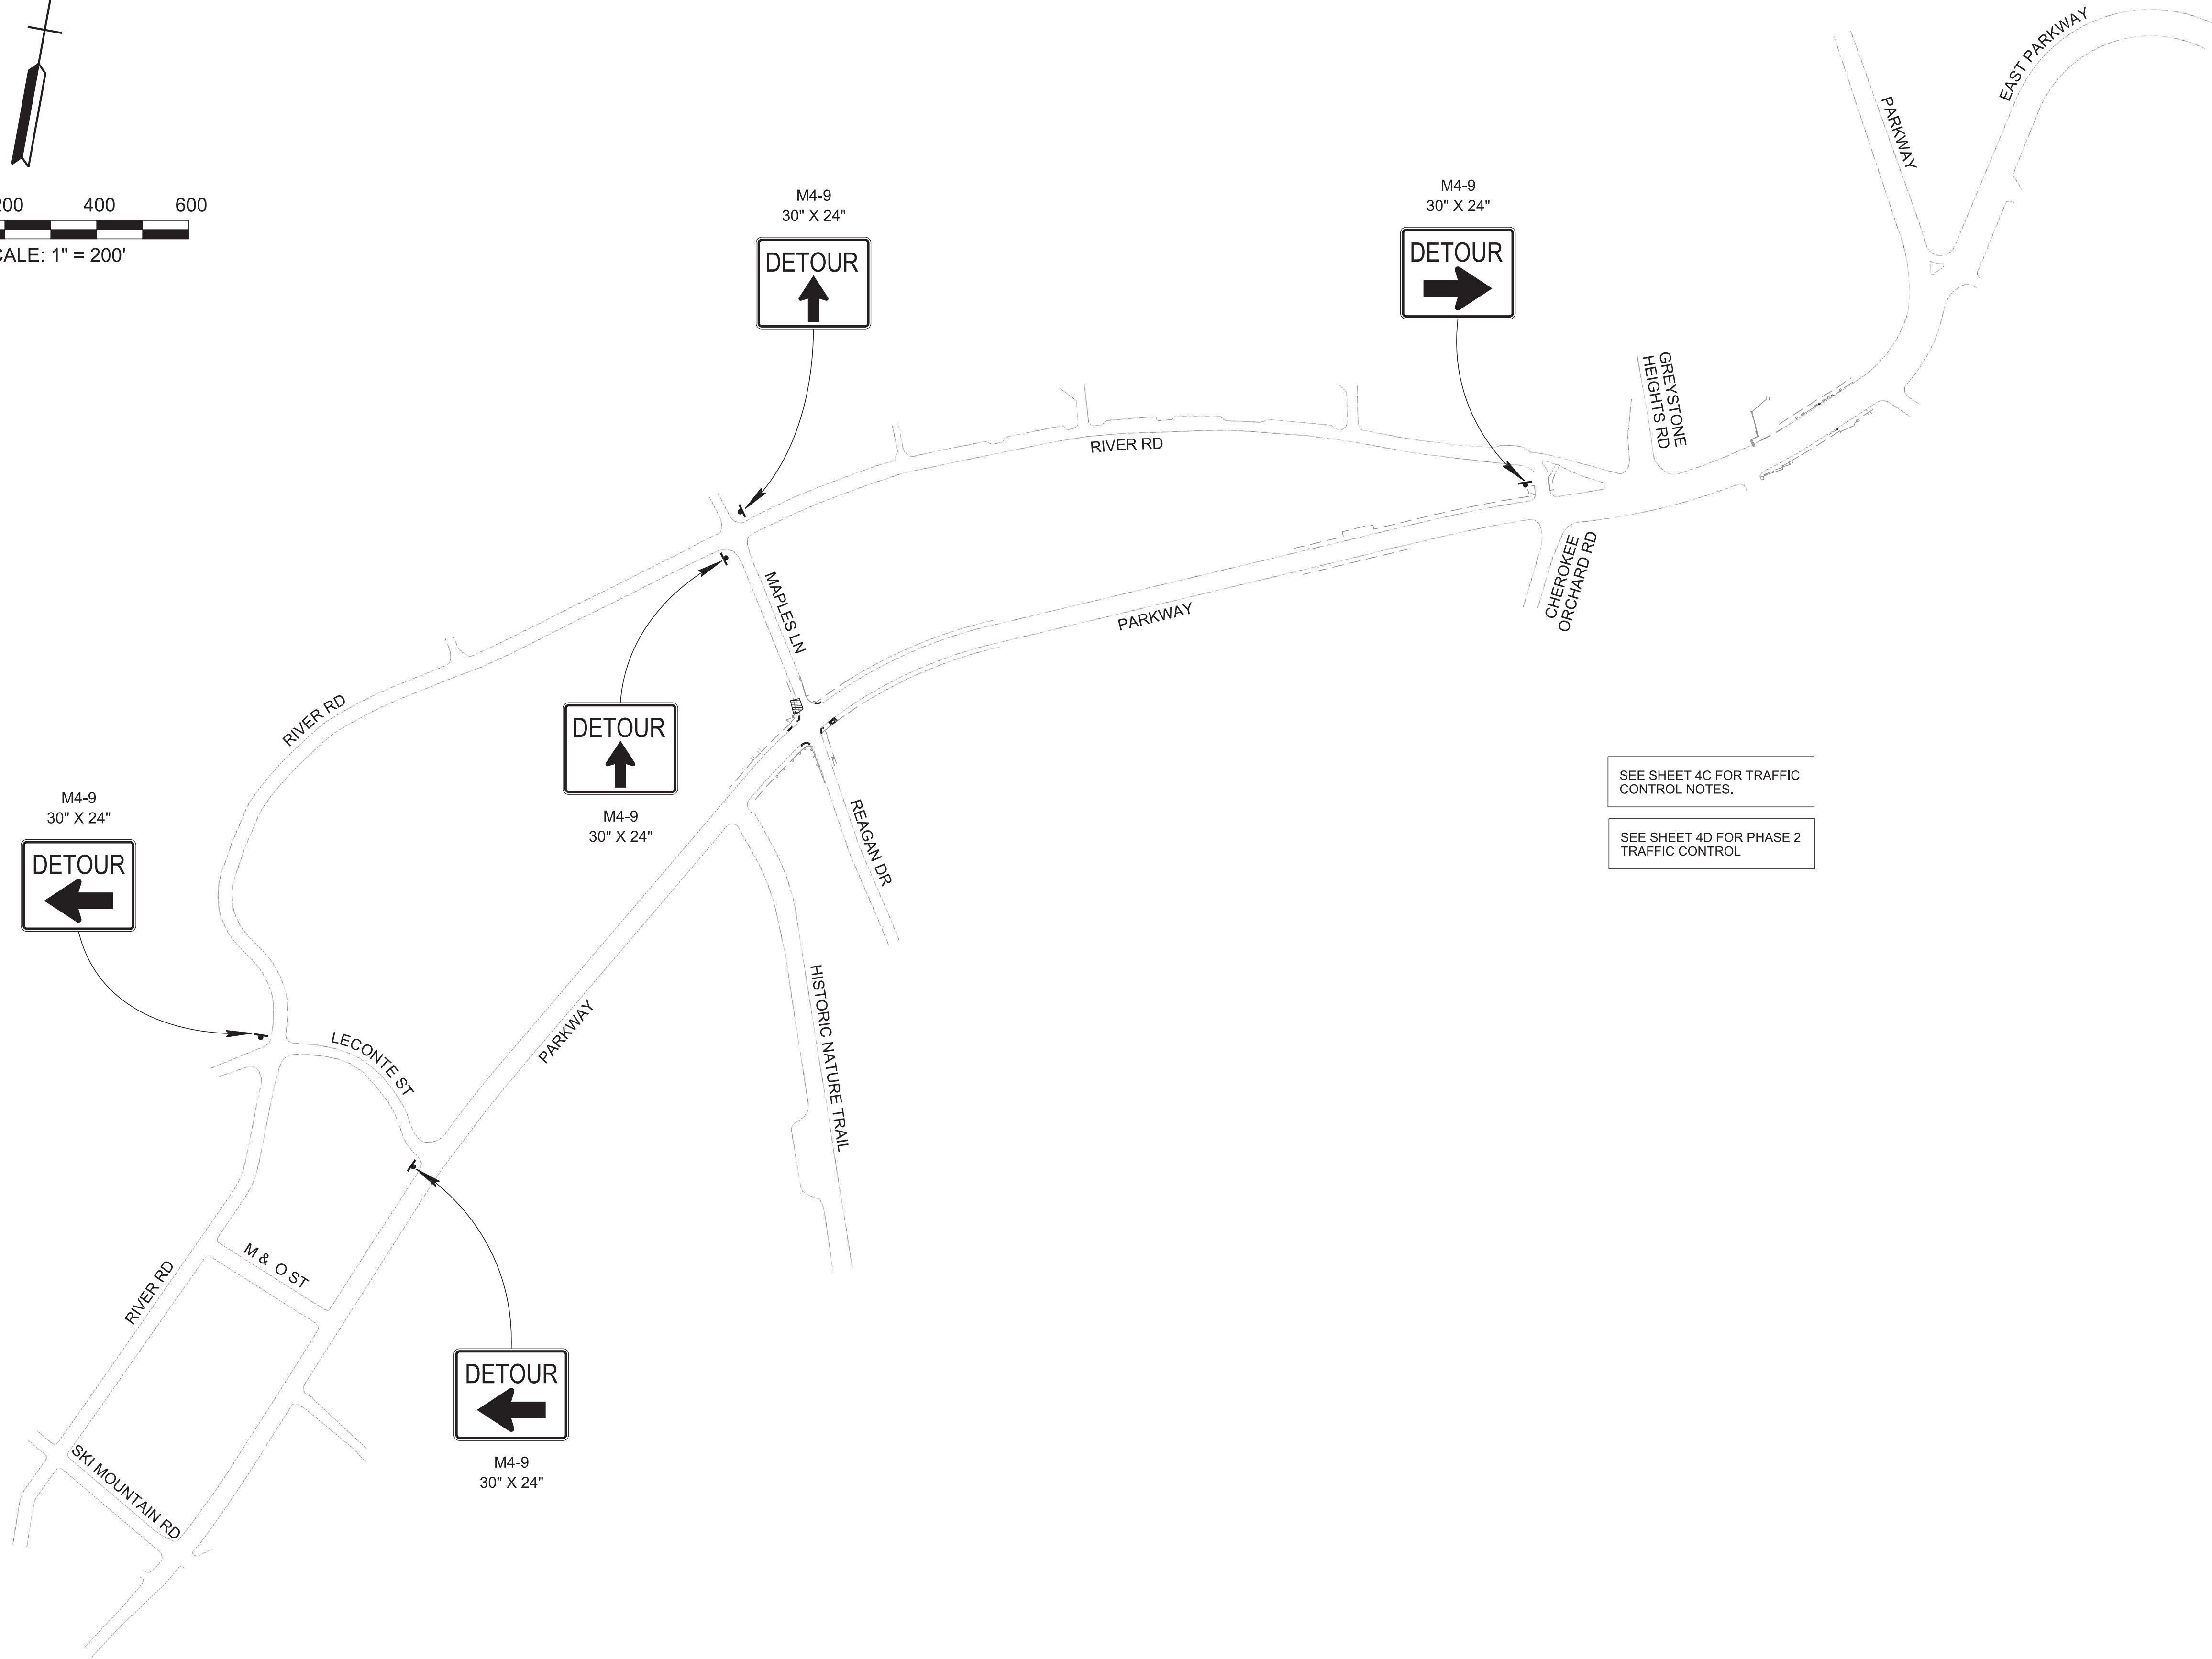 EAST PARKWAY
PARKWAY
200 400 600
SCALE: 1" = 200'
M4-9
30" X 24"
DETOUR
M4-9
30" X 24"
DETOUR
GREYSTONE
HEIGHTS RD
RIVER RD
CHEROKEE
ORCHARD RD
MAPLES LN
PARKWAY
RIVER RD
DETOUR
M4-9
30" X 24"
SEE SHEET 4C FOR TRAFFIC
CONTROL NOTES.
SEE SHEET 4D FOR PHASE 2
TRAFFIC CONTROL
M4-9
30" X 24"
DETOUR
REAGAN DR
HISTORIC NATURE TRAIL
PARKWAY
LECONTE ST
M & O ST
RIVER RD
DETOUR
M4-9
30" X 24"
SKI MOUNTAIN RD